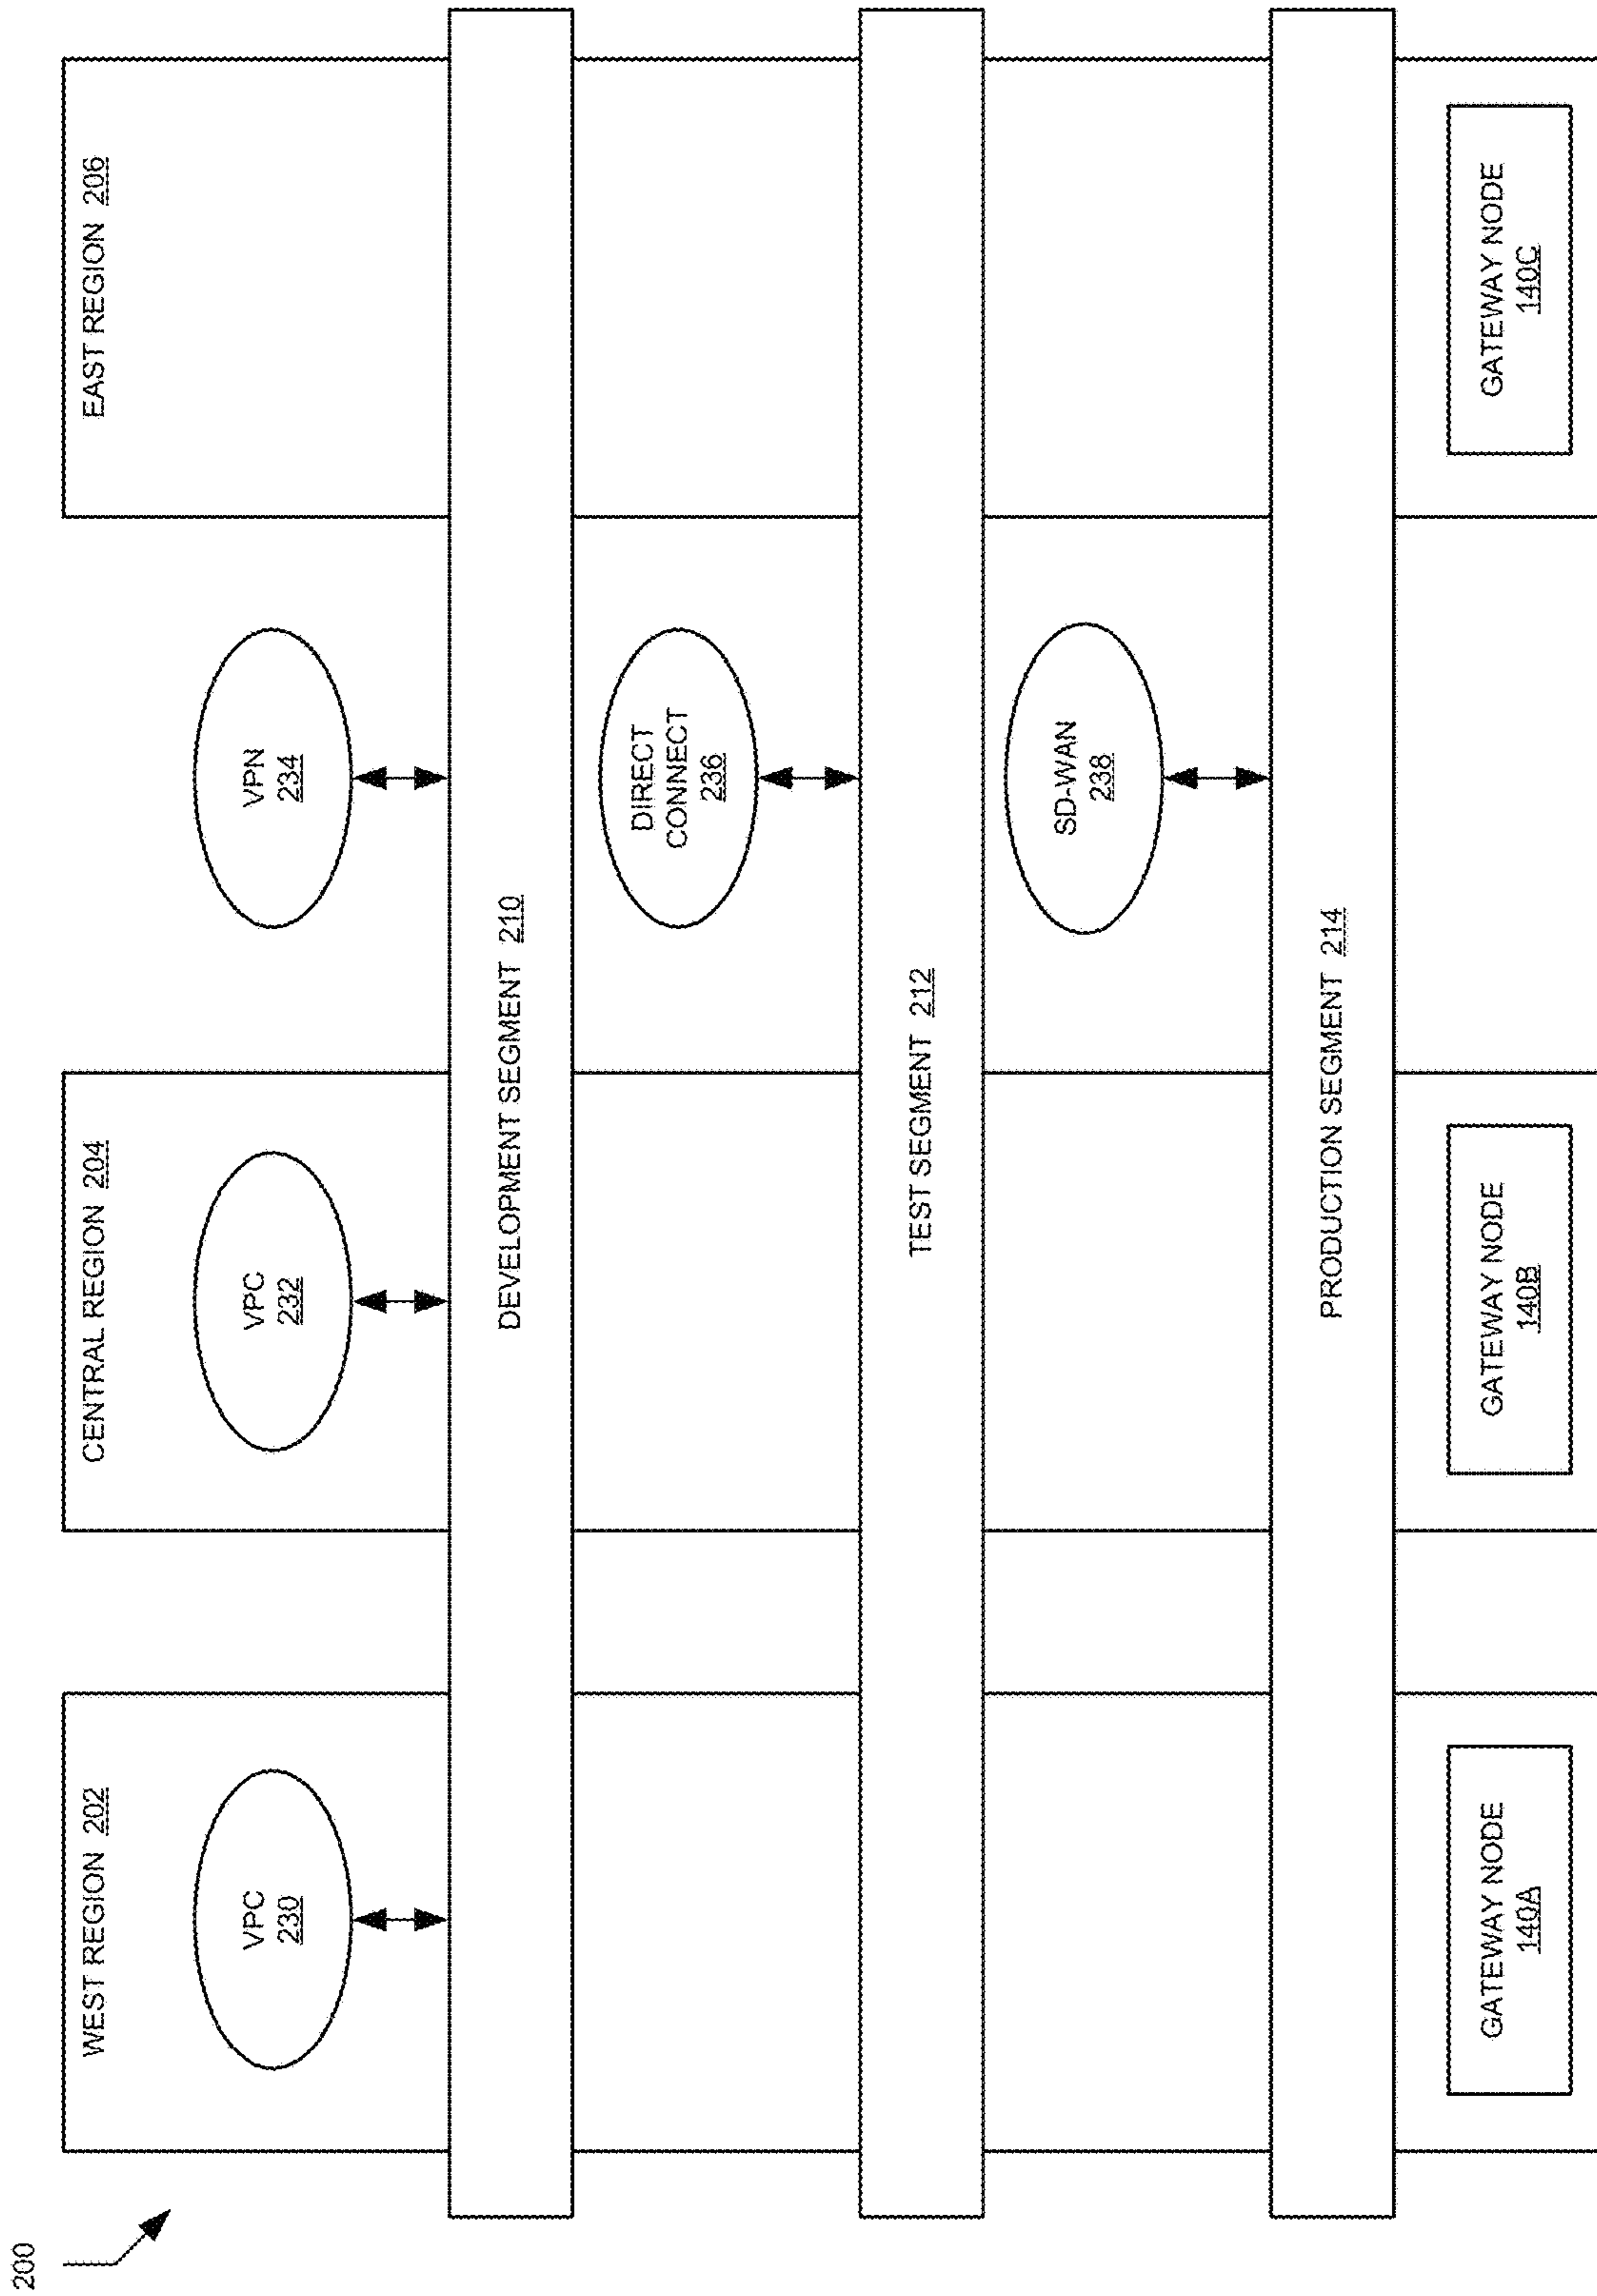 200
WEST REGION 202
CENTRAL REGION 204
EAST REGION 206
VPC
230
VPC
232
VPN
234
DEVELOPMENT SEGMENT 210
DIRECT
CONNECT
236
TEST SEGMENT 212
SD-WAN
238
PRODUCTION SEGMENT 214
GATEWAY NODE
140A
GATEWAY NODE
140B
GATEWAY NODE
140C